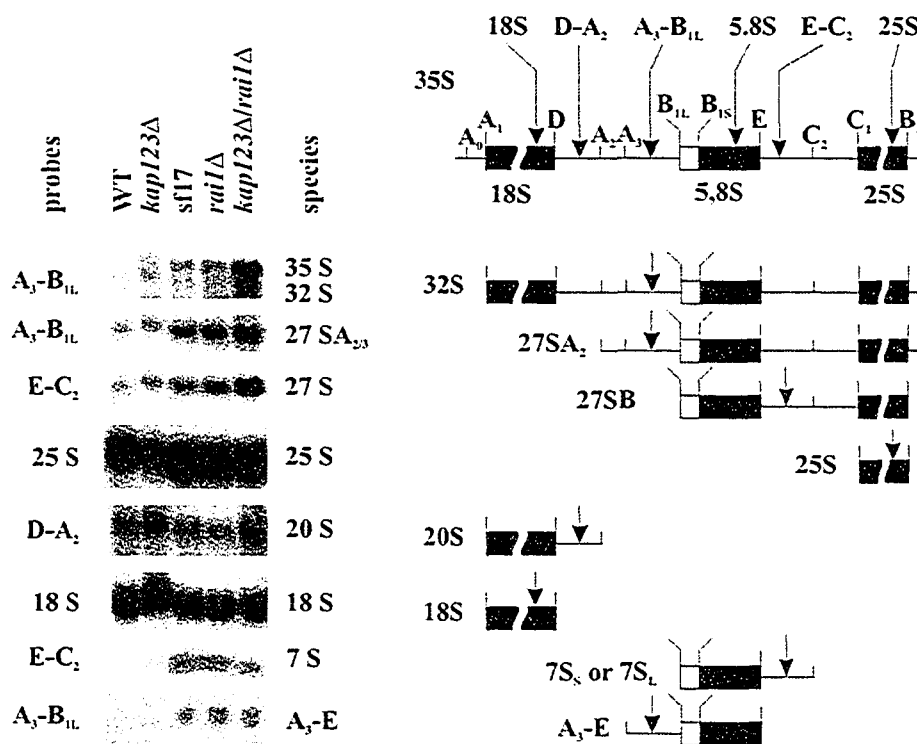 18S D-A₂ A₃-B₁L 5.8S E-C₂ 25S
35S
A₀ A₁ D A₂ A₃ B₁L B₁S E C₂ C₁ B
18S 5,8S 25S
probes WT kap123Δ sf17 rai1Δ kap123Δ/rai1Δ species
A₃-B₁L 35 S
32 S
A₃-B₁L 27 SA₂/₃
E-C₂ 27 S
25 S 25 S
D-A₂ 20 S
18 S 18 S
E-C₂ 7 S
A₃-B₁L A₃-E
32S
27SA₂
27SB
25S
20S
18S
7Sₛ or 7S_L
A₃-E